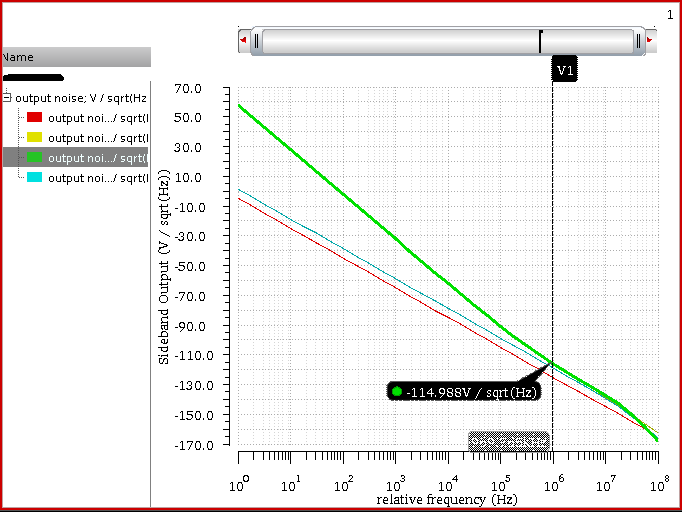 1
Name
output noise; V / sqrt(Hz
output noi.../ sqrt(
output noi.../ sqrt(
output noi.../ sqrt(
output noi.../ sqrt(
V1
Sideband Output (V / sqrt(Hz))
70.0
50.0
30.0
10.0
-10.0
-30.0
-50.0
-70.0
-90.0
-110.0
-130.0
-150.0
-170.0
-114.988V / sqrt(Hz)
10^0 10^1 10^2 10^3 10^4 10^5 10^6 10^7 10^8
relative frequency (Hz)